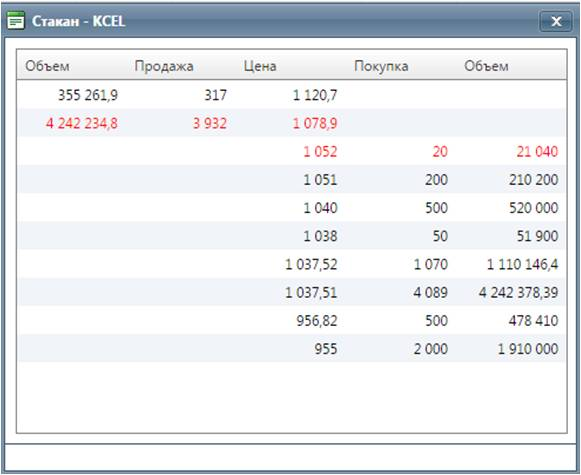 Стакан - KCEL
Объем Продажа Цена Покупка Объем
355 261,9 317 1 120,7
4 242 234,8 3 932 1 078,9
1 052 20 21 040
1 051 200 210 200
1 040 500 520 000
1 038 50 51 900
1 037,52 1 070 1 110 146,4
1 037,51 4 089 4 242 378,39
956,82 500 478 410
955 2 000 1 910 000